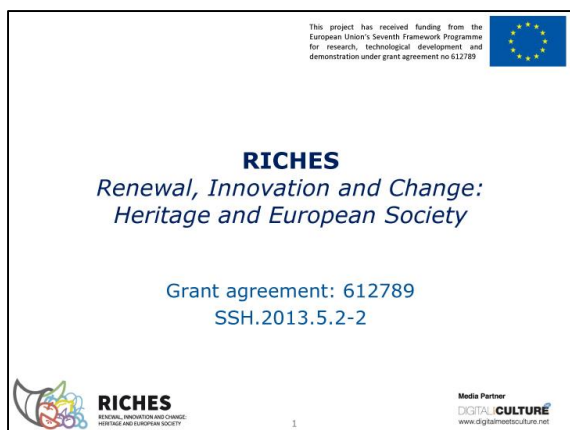 This project has received funding from the
European Union's Seventh Framework Programme
for research, technological development and
demonstration under grant agreement no 612789
RICHES
Renewal, Innovation and Change:
Heritage and European Society
Grant agreement: 612789
SSH.2013.5.2-2
RICHES
RENEWAL, INNOVATION AND CHANGE:
HERITAGE AND EUROPEAN SOCIETY
1
Media Partner
DIGITALCULTURE
www.digitalmeetsculture.net